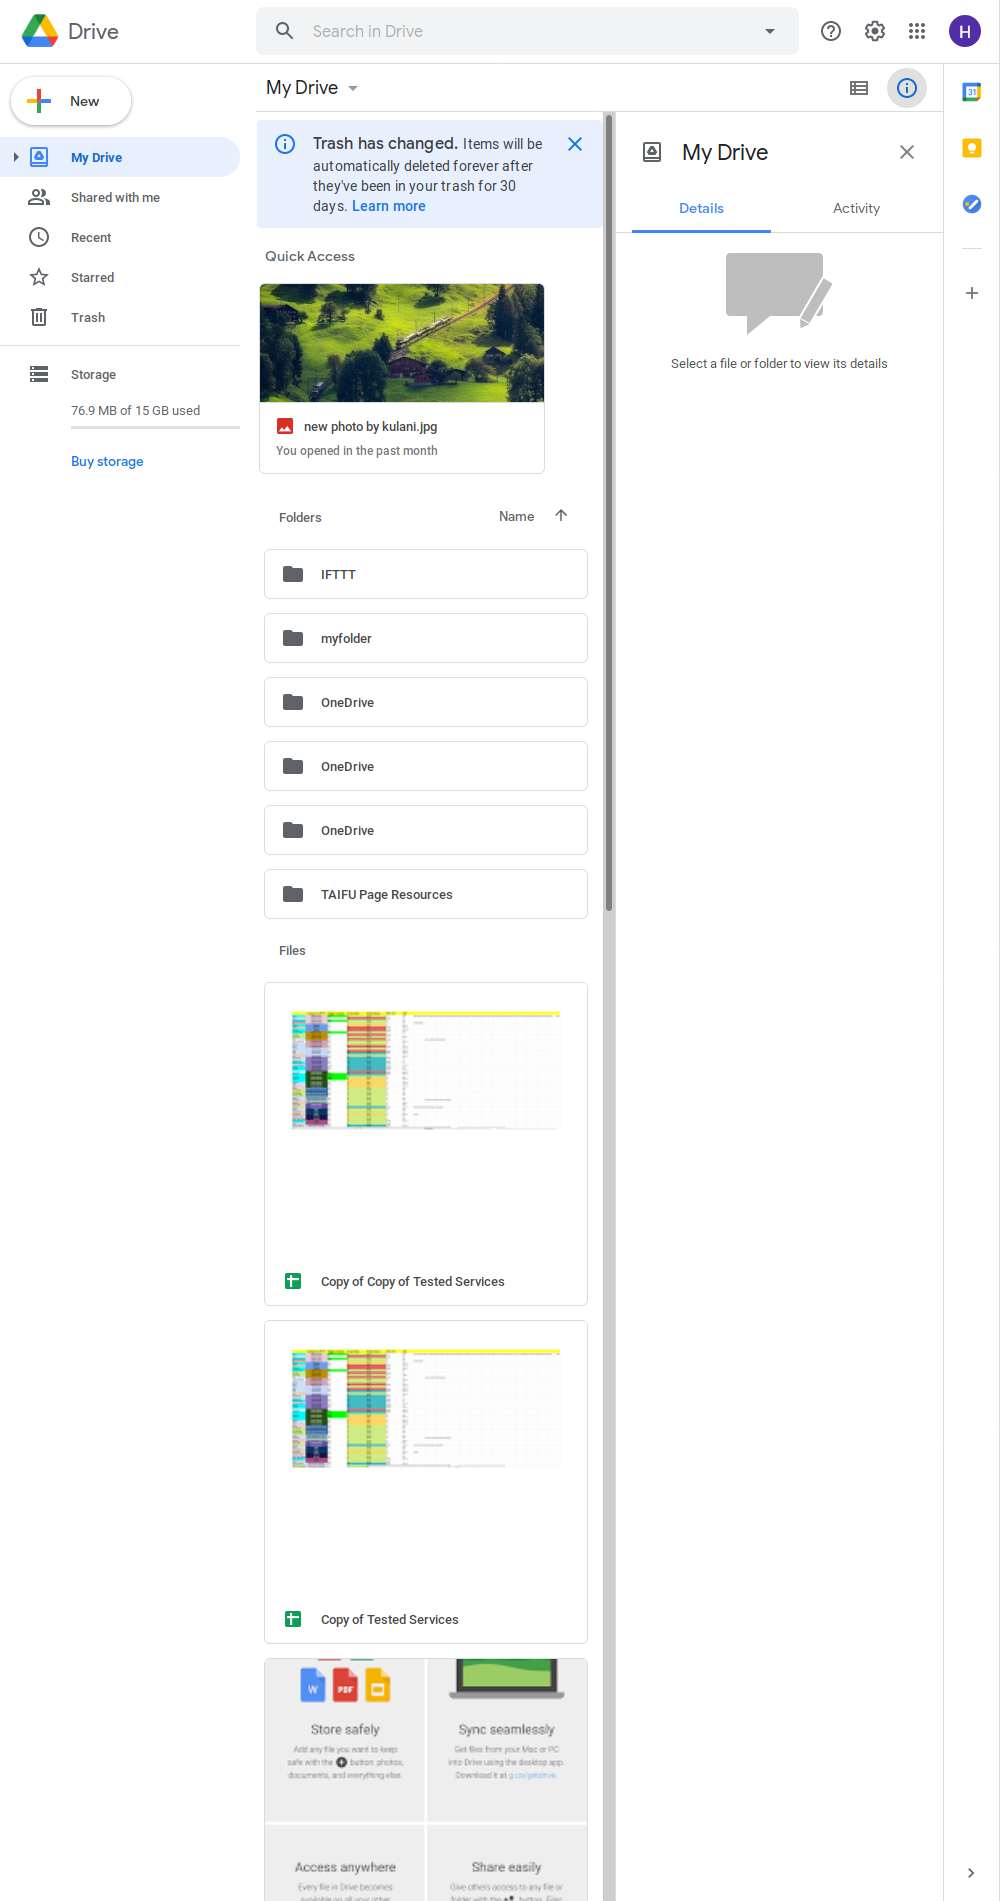 Drive
Search in Drive
H
New
My Drive
Shared with me
Recent
Starred
Trash
Storage
76.9 MB of 15 GB used
Buy storage
My Drive
Trash has changed. Items will be
automatically deleted forever after
they've been in your trash for 30
days. Learn more
Quick Access
new photo by kulani.jpg
You opened in the past month
Folders
Name
IFTTT
myfolder
OneDrive
OneDrive
OneDrive
TAIFU Page Resources
Files
Copy of Copy of Tested Services
Copy of Tested Services
W
PDF
Store safely
Add any file you want to keep
safe with the button: photos,
documents, and everything else.
Sync seamlessly
Get files from your Mac or PC
into Drive using the desktop app.
Download it at g.co/getdrive.
Access anywhere
Every file in Drive becomes
available on all your other
Share easily
Give others access to any file or
folder with the button. Files
My Drive
Details
Activity
Select a file or folder to view its details
31